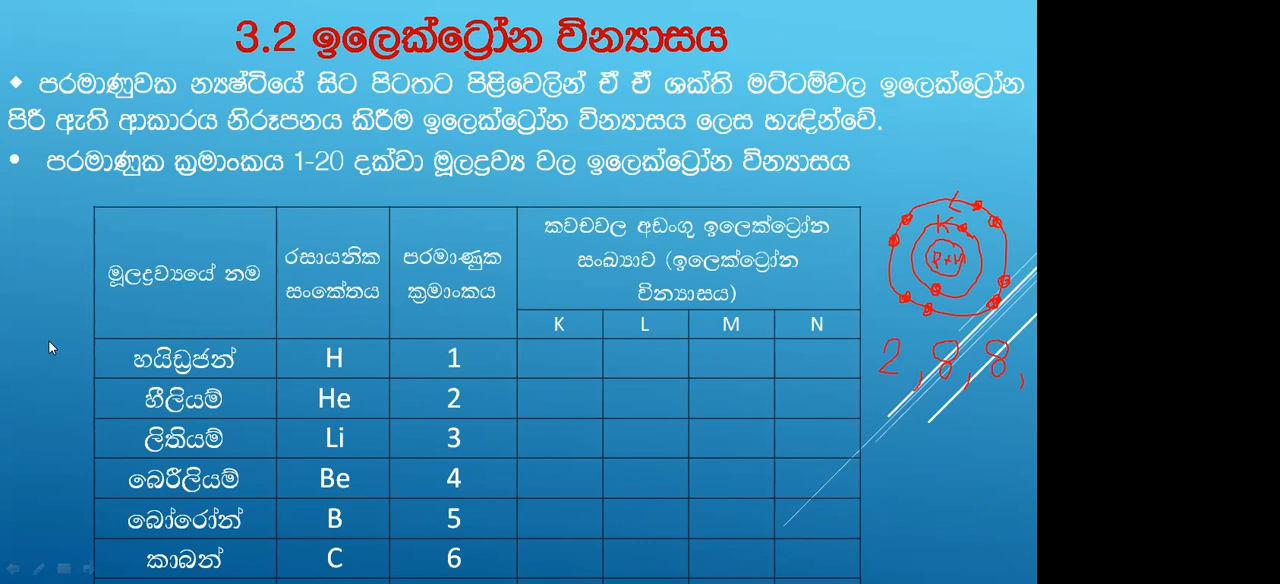 3.2 ඉලෙක්ට්‍රෝන වින්‍යාසය
◆ පරමාණුවක න්‍යෂ්ටියේ සිට පිටතට පිළිවෙලින් ඒ ඒ ශක්ති මට්ටම්වල ඉලෙක්ට්‍රෝන
පිරී ඇති ආකාරය නිරූපනය කිරීම ඉලෙක්ට්‍රෝන වින්‍යාසය ලෙස හැඳින්වේ.
• පරමාණුක ක්‍රමාංකය 1-20 දක්වා මූලද්‍රව්‍ය වල ඉලෙක්ට්‍රෝන වින්‍යාසය
මූලද්‍රව්‍යයේ නම
රසායනික
සංකේතය
පරමාණුක
ක්‍රමාංකය
කවචවල අඩංගු ඉලෙක්ට්‍රෝන
සංඛ්‍යාව (ඉලෙක්ට්‍රෝන
වින්‍යාසය)
K L M N
හයිඩ්‍රජන් H 1
හීලියම් He 2
ලිතියම් Li 3
බෙරීලියම් Be 4
බෝරෝන් B 5
කාබන් C 6
L
K
P+n
2, 8, 8,